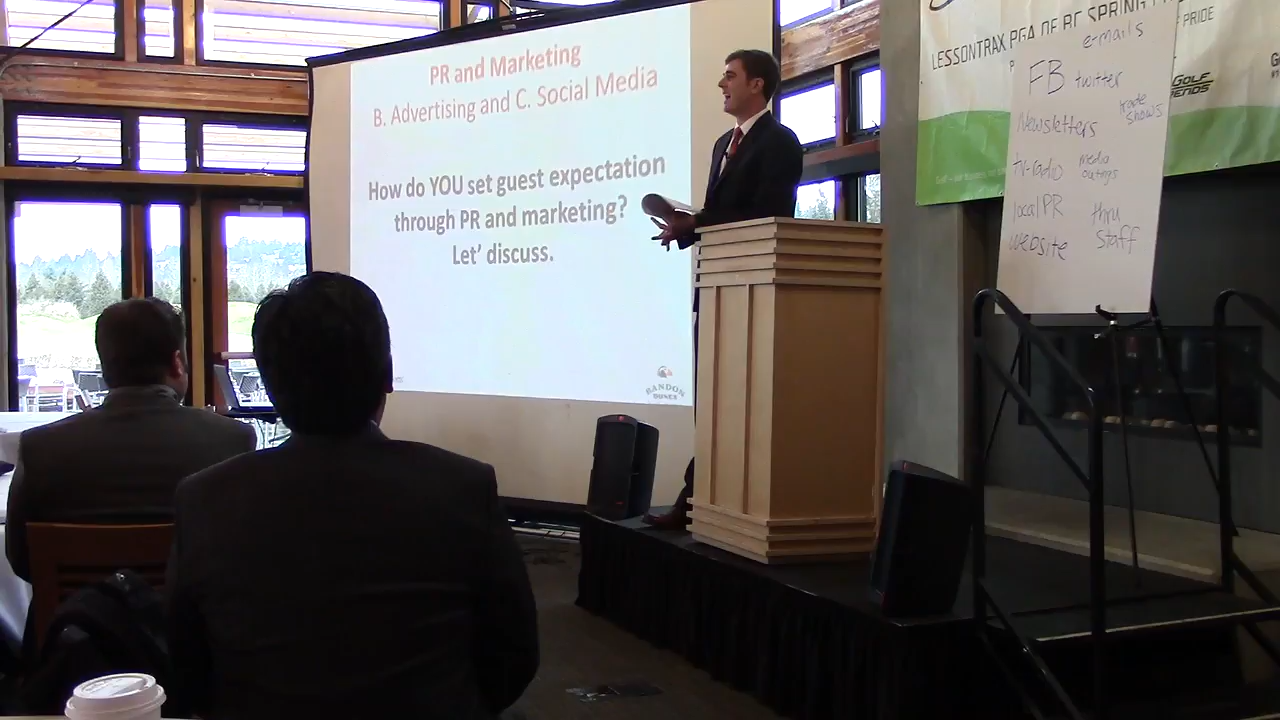 PR and Marketing
B. Advertising and C. Social Media
How do YOU set guest expectation
through PR and marketing?
Let' discuss.
BANDON
DUNES
LESSONTRAX PGA OF BC SPRING
PRIDE
GOLF
e-mails
FB twitter
trade
shows
Newsletters
tv-radio
media
outings
local PR
thru
staff
website